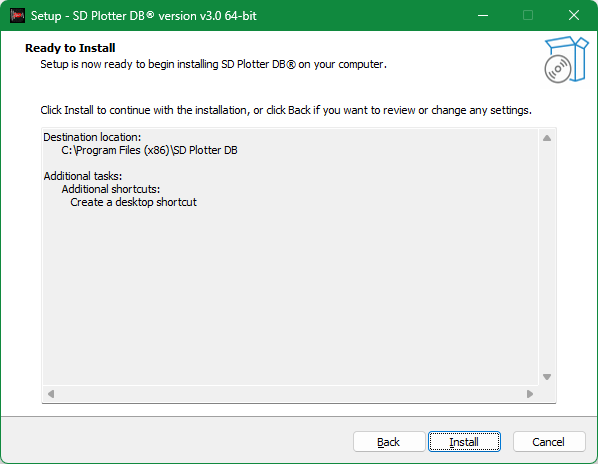 Setup - SD Plotter DB® version v3.0 64-bit
Ready to Install
Setup is now ready to begin installing SD Plotter DB® on your computer.
Click Install to continue with the installation, or click Back if you want to review or change any settings.
Destination location:
C:\Program Files (x86)\SD Plotter DB
Additional tasks:
Additional shortcuts:
Create a desktop shortcut
Back
Install
Cancel